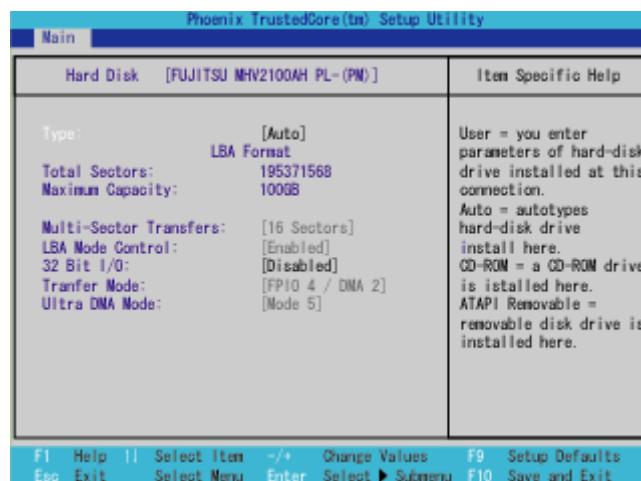 Phoenix TrustedCore(tm) Setup Utility
Main
Hard Disk [FUJITSU MHV2100AH PL-(PM)]
Type: [Auto]
LBA Format
Total Sectors: 195371568
Maximum Capacity: 100GB
Multi-Sector Transfers: [16 Sectors]
LBA Mode Control: [Enabled]
32 Bit I/O: [Disabled]
Tranfer Mode: [FPIO 4 / DMA 2]
Ultra DMA Mode: [Mode 5]
Item Specific Help
User = you enter
parameters of hard-disk
drive installed at this
connection.
Auto = autotypes
hard-disk drive
install here.
CD-ROM = a CD-ROM drive
is istalled here.
ATAPI Removable =
removable disk drive is
installed here.
F1 Help ↑↓ Select Item -/+ Change Values F9 Setup Defaults
Esc Exit Select Menu Enter Select ▶ Submenu F10 Save and Exit